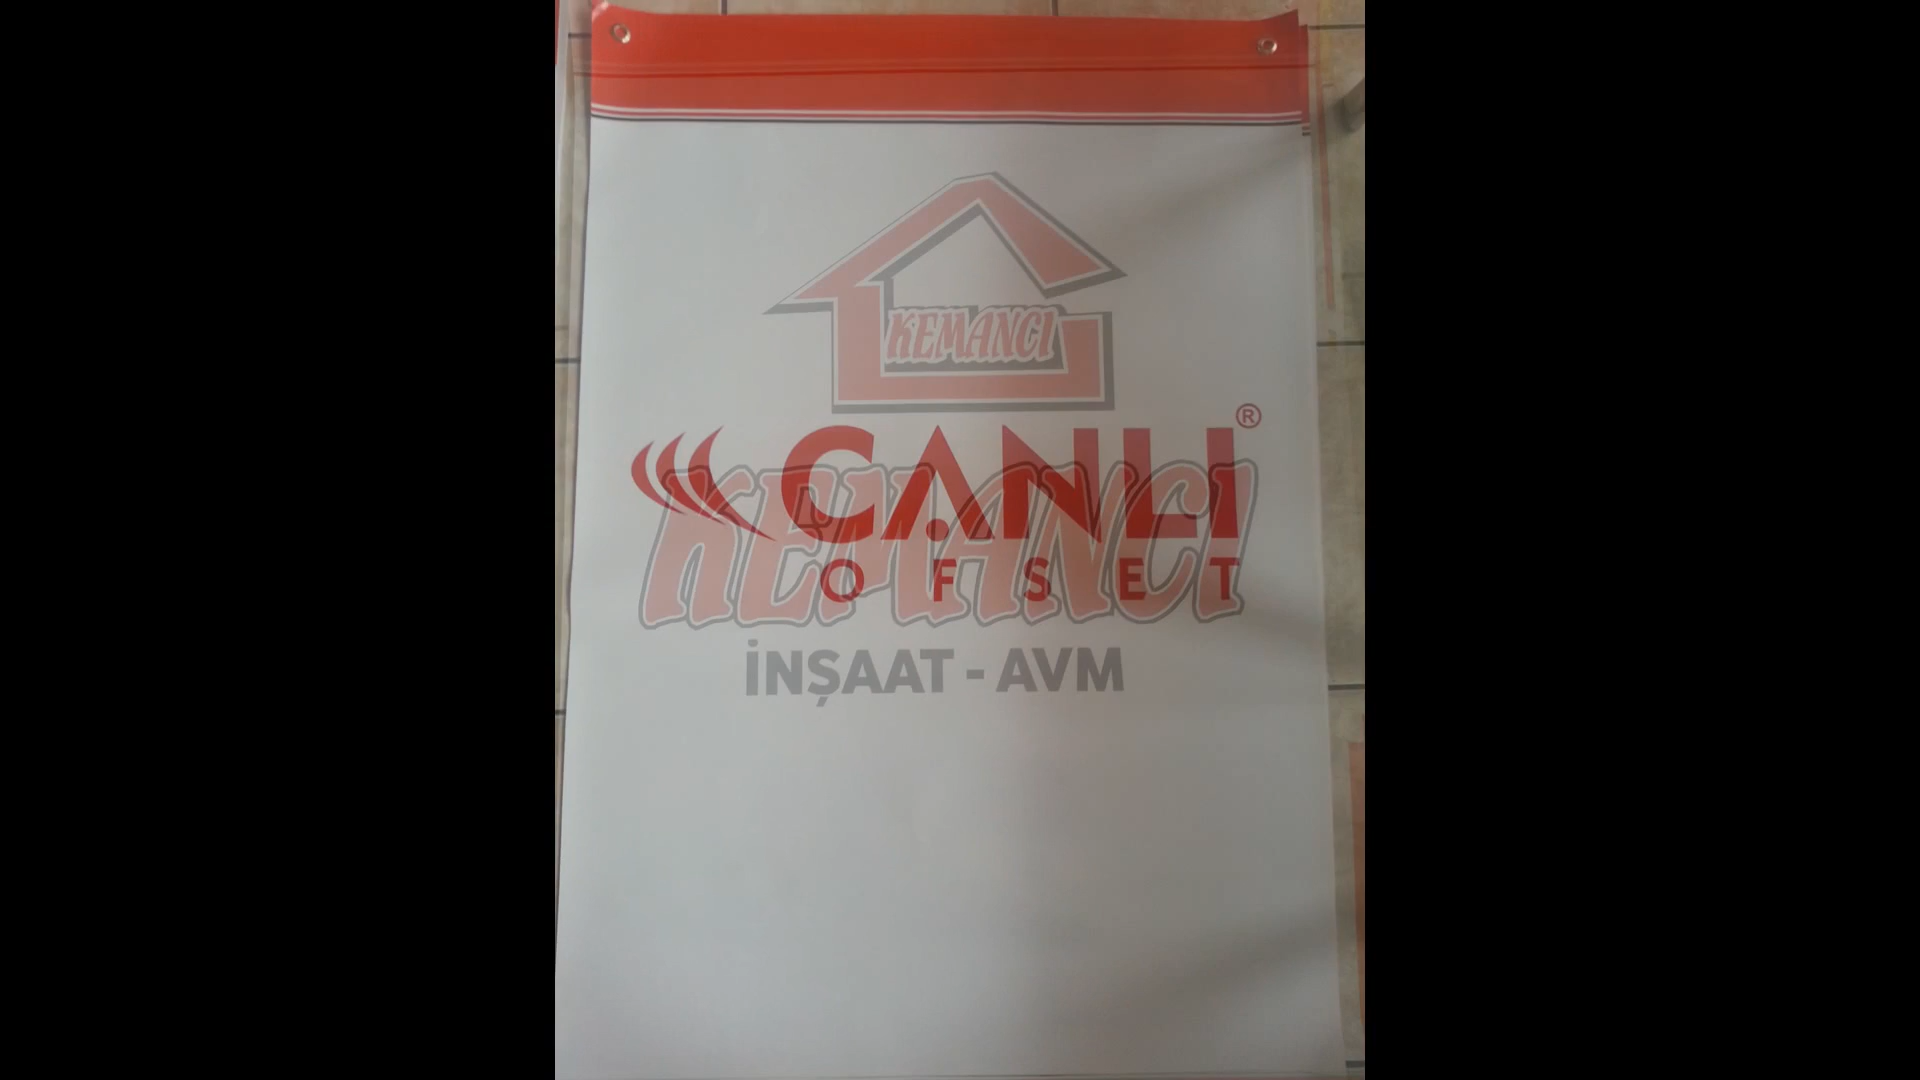 KEMANCI
CANLI®
OFSET
KEMANCI
İNŞAAT - AVM